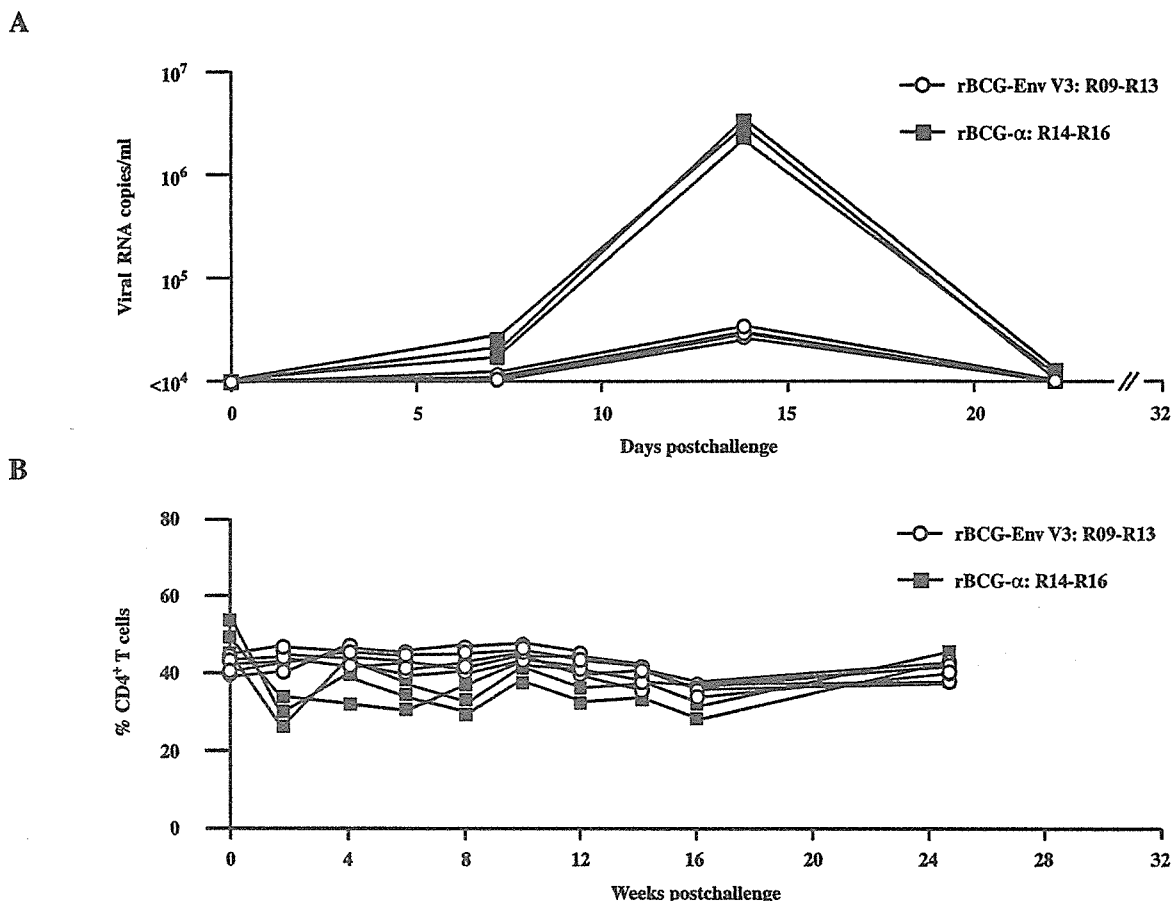 A
10⁷
10⁶
10⁵
<10⁴
Viral RNA copies/ml
rBCG-Env V3: R09-R13
rBCG-α: R14-R16
0 5 10 15 20 32
Days postchallenge
B
80
60
40
20
0
% CD4⁺ T cells
rBCG-Env V3: R09-R13
rBCG-α: R14-R16
0 4 8 12 16 20 24 28 32
Weeks postchallenge